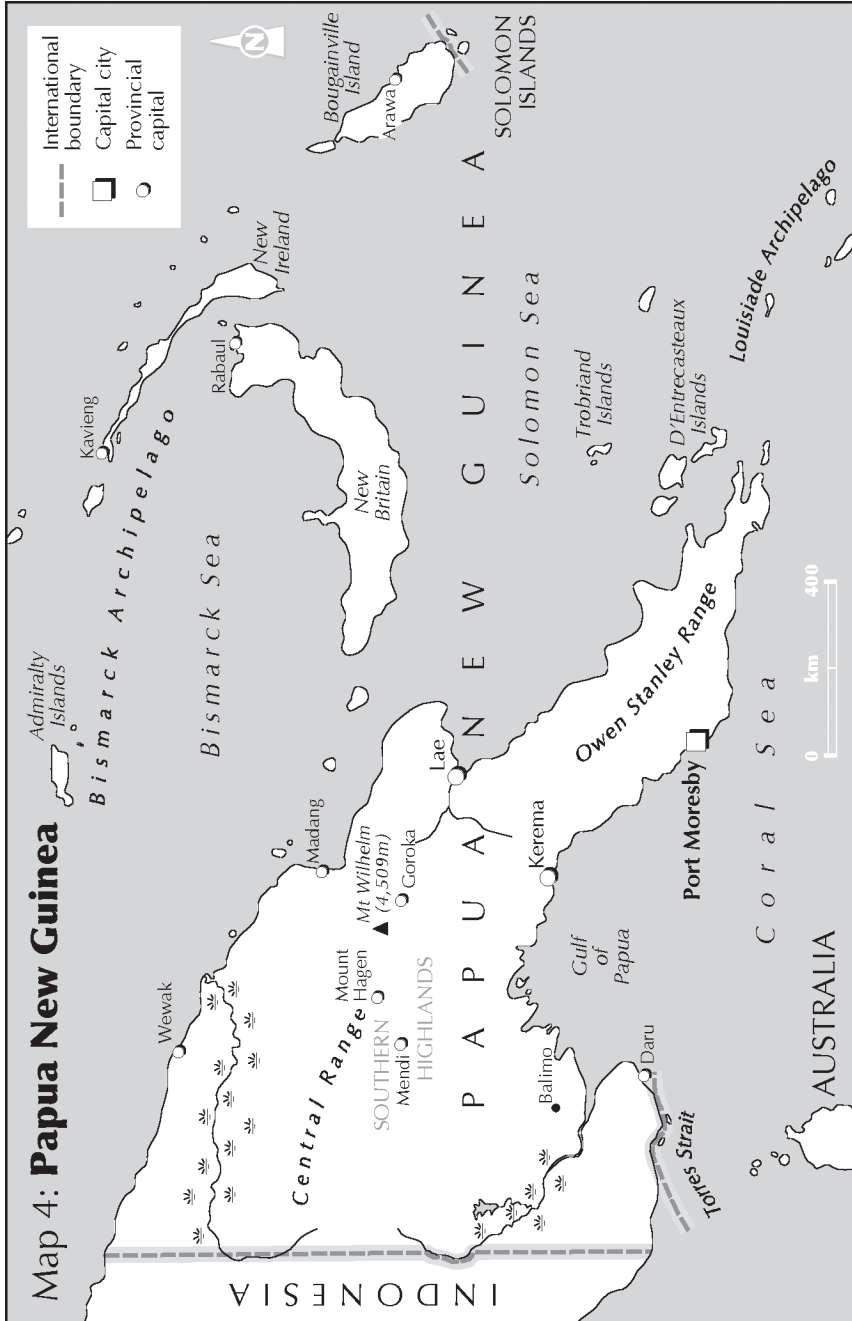 Map 4: Papua New Guinea
International
boundary
Capital city
Provincial
capital
N
Admiralty
Islands
Kavieng
Bismarck Archipelago
New
Ireland
Bougainville
Island
Arawa
Rabaul
Bismarck Sea
New
Britain
SOLOMON
ISLANDS
Wewak
Madang
Mt Wilhelm
(4,509m)
Goroka
Mount
Hagen
Central Range
SOUTHERN
HIGHLANDS
Mendi
Lae
INDONESIA
PAPUA NEW GUINEA
Solomon Sea
Trobriand
Islands
D'Entrecasteaux
Islands
Louisiade Archipelago
Kerema
Gulf
of
Papua
Balimo
Daru
Owen Stanley Range
Port Moresby
Torres Strait
Coral Sea
AUSTRALIA
0 km 400